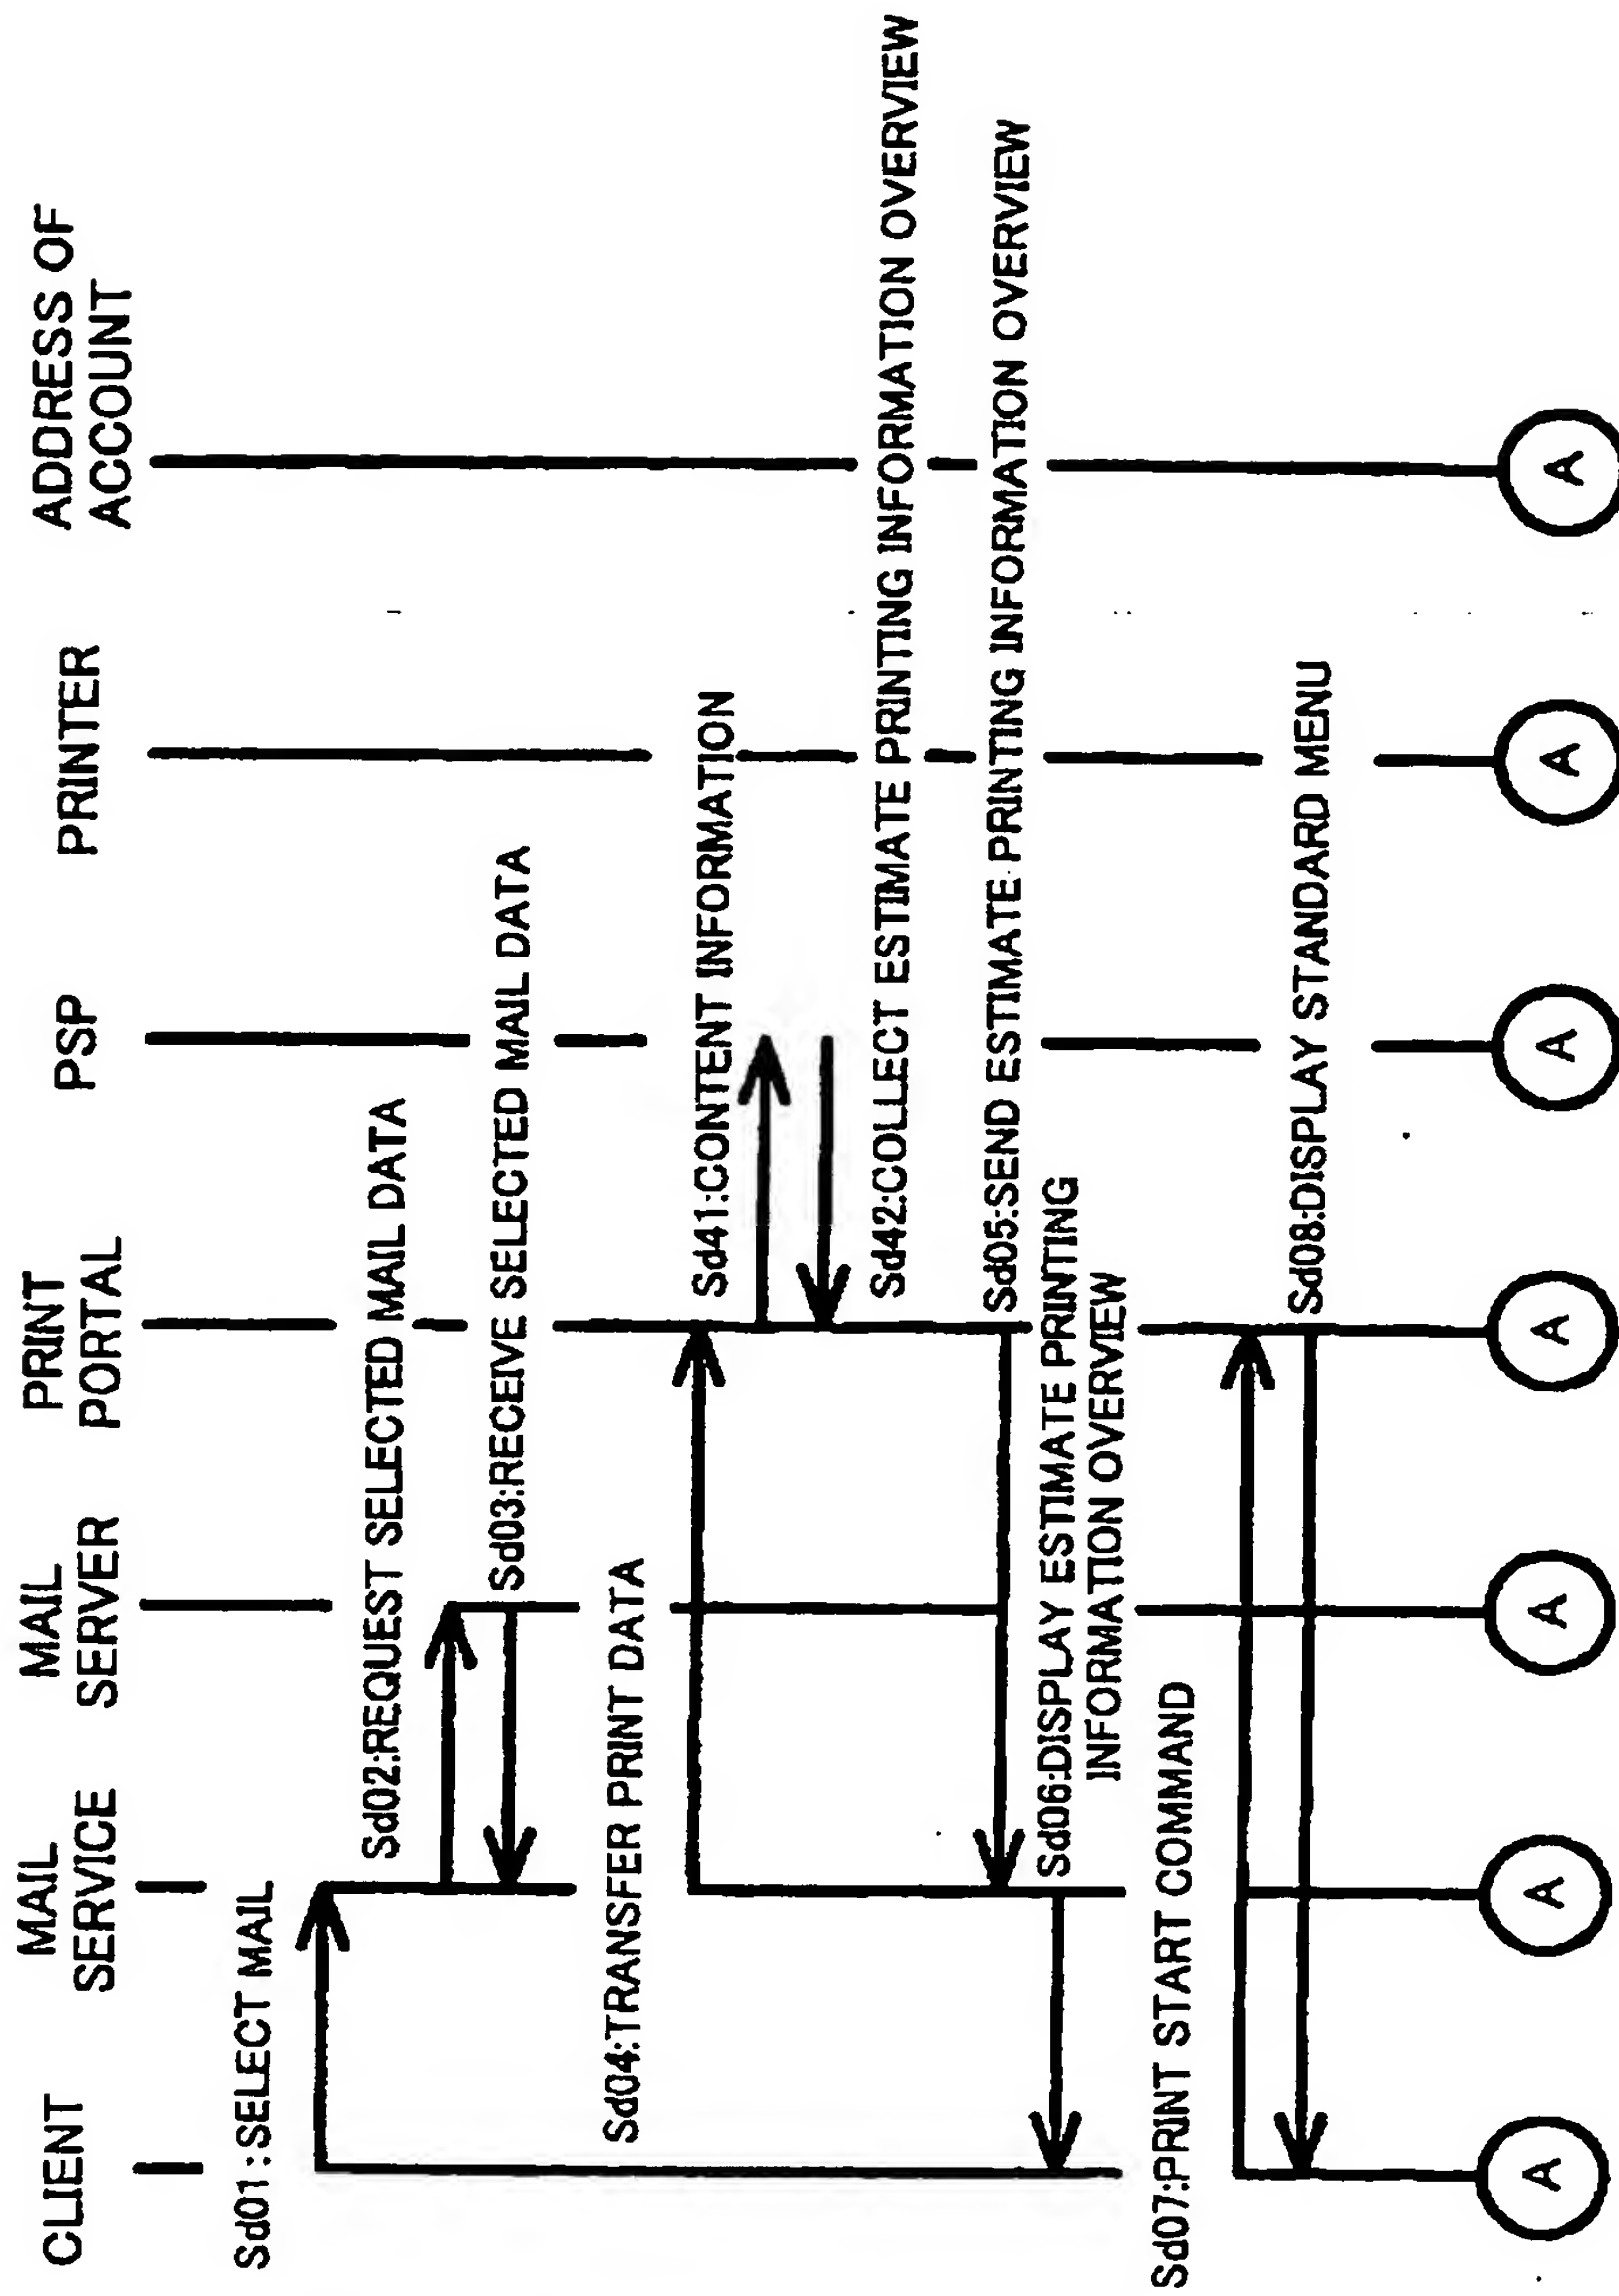 CLIENT
MAIL
SERVICE
MAIL
SERVER
PRINT
PORTAL
PSP
PRINTER
ADDRESS OF
ACCOUNT
Sd01:SELECT MAIL
Sd02:REQUEST SELECTED MAIL DATA
Sd03:RECEIVE SELECTED MAIL DATA
Sd04:TRANSFER PRINT DATA
Sd41:CONTENT INFORMATION
Sd42:COLLECT ESTIMATE PRINTING INFORMATION OVERVIEW
Sd05:SEND ESTIMATE PRINTING INFORMATION OVERVIEW
Sd06:DISPLAY ESTIMATE PRINTING
INFORMATION OVERVIEW
Sd07:PRINT START COMMAND
Sd08:DISPLAY STANDARD MENU
A
A
A
A
A
A
A